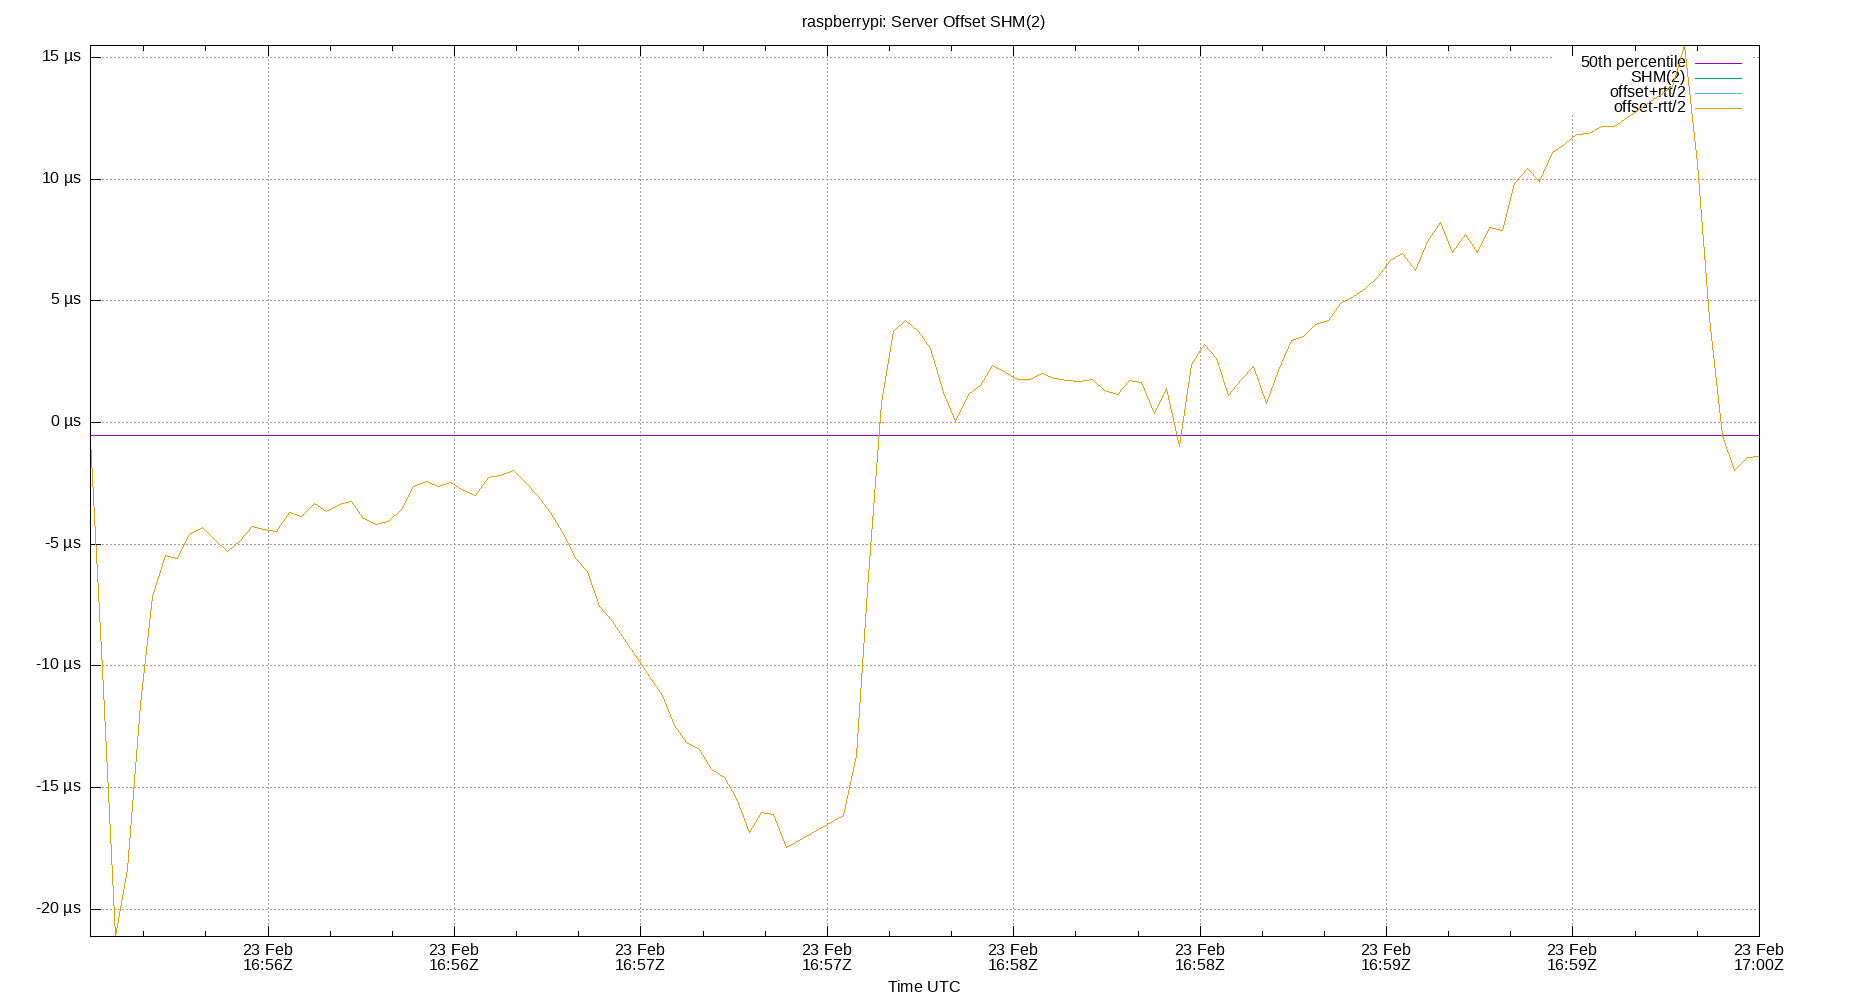 raspberrypi: Server Offset SHM(2)
15 µs
10 µs
5 µs
0 µs
-5 µs
-10 µs
-15 µs
-20 µs
50th percentile
SHM(2)
offset+rtt/2
offset-rtt/2
23 Feb
16:56Z
23 Feb
16:56Z
23 Feb
16:57Z
23 Feb
16:57Z
23 Feb
16:58Z
23 Feb
16:58Z
23 Feb
16:59Z
23 Feb
16:59Z
23 Feb
17:00Z
Time UTC